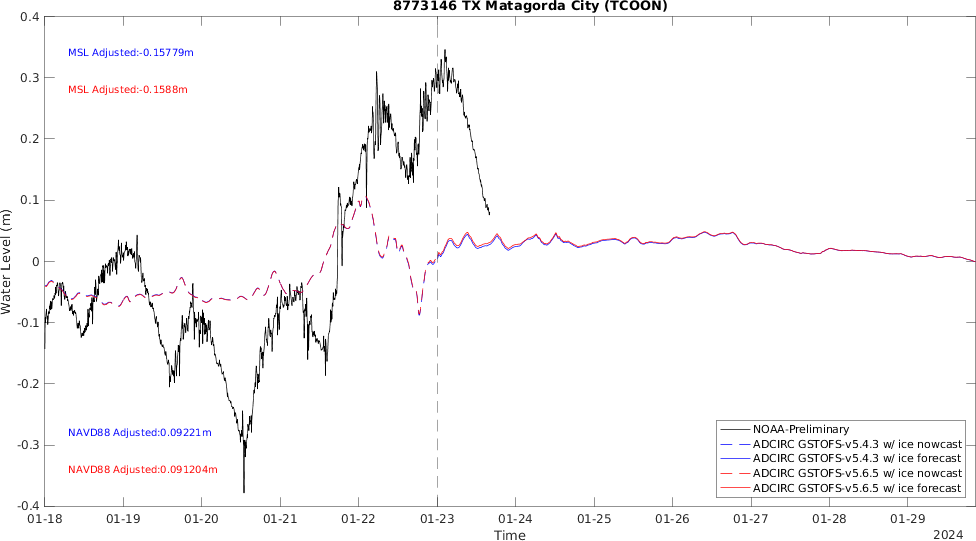 8773146 TX Matagorda City (TCOON)
0.4
0.3
0.2
0.1
0
-0.1
-0.2
-0.3
-0.4
Water Level (m)
MSL Adjusted:-0.15779m
MSL Adjusted:-0.1588m
NAVD88 Adjusted:0.09221m
NAVD88 Adjusted:0.091204m
NOAA-Preliminary
ADCIRC GSTOFS-v5.4.3 w/ ice nowcast
ADCIRC GSTOFS-v5.4.3 w/ ice forecast
ADCIRC GSTOFS-v5.6.5 w/ ice nowcast
ADCIRC GSTOFS-v5.6.5 w/ ice forecast
01-18 01-19 01-20 01-21 01-22 01-23 01-24 01-25 01-26 01-27 01-28 01-29
Time
2024